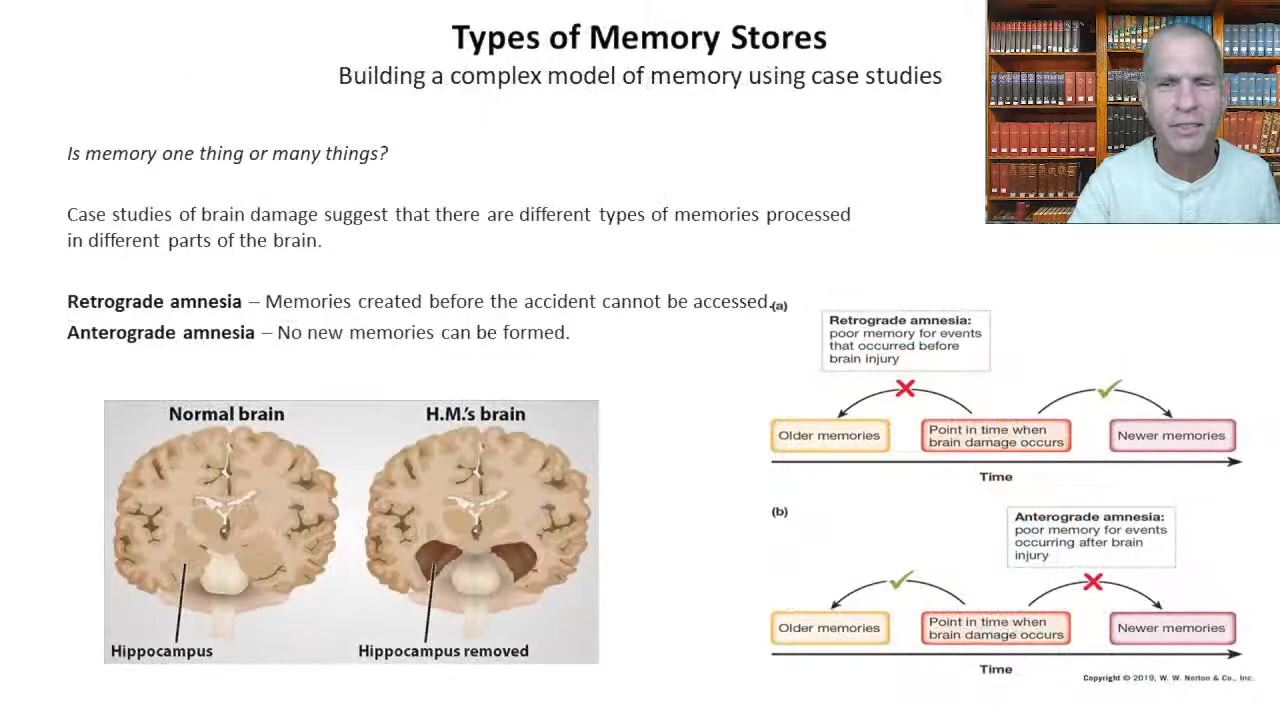 Types of Memory Stores
Building a complex model of memory using case studies
Is memory one thing or many things?
Case studies of brain damage suggest that there are different types of memories processed
in different parts of the brain.
Retrograde amnesia – Memories created before the accident cannot be accessed.
Anterograde amnesia – No new memories can be formed.
Normal brain
H.M.'s brain
Hippocampus
Hippocampus removed
(a)
Retrograde amnesia:
poor memory for events
that occurred before
brain injury
Older memories
Point in time when
brain damage occurs
Newer memories
Time
(b)
Anterograde amnesia:
poor memory for events
occurring after brain
injury
Older memories
Point in time when
brain damage occurs
Newer memories
Time
Copyright © 2019, W. W. Norton & Co., Inc.